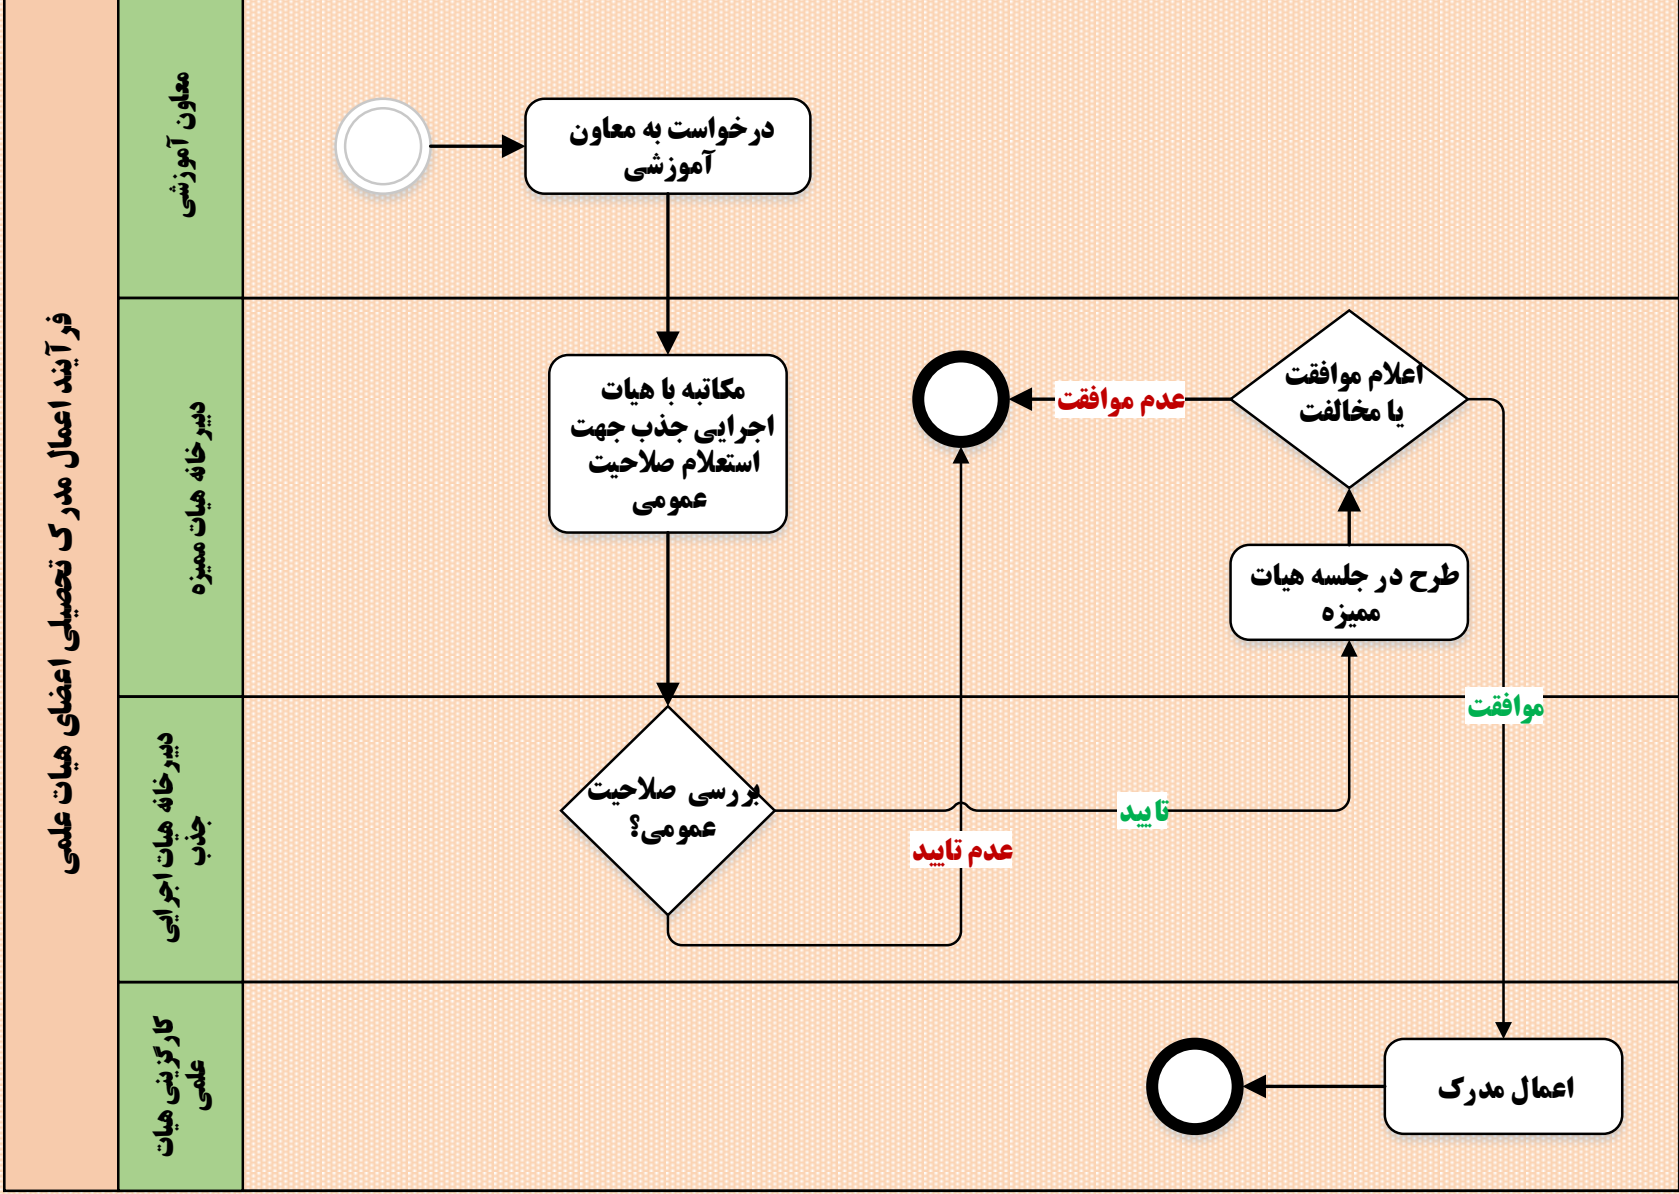 فرآیند اعمال مدرک تحصیلی اعضای هیات علمی
معاون آموزشی
درخواست به معاون
آموزشی
دبیرخانه هیات ممیزه
مکاتبه با هیات
اجرایی جذب جهت
استعلام صلاحیت
عمومی
عدم موافقت
اعلام موافقت
یا مخالفت
طرح در جلسه هیات
ممیزه
موافقت
دبیرخانه هیات اجرایی
جذب
بررسی صلاحیت
عمومی؟
تایید
عدم تایید
کارگزینی هیات
علمی
اعمال مدرک